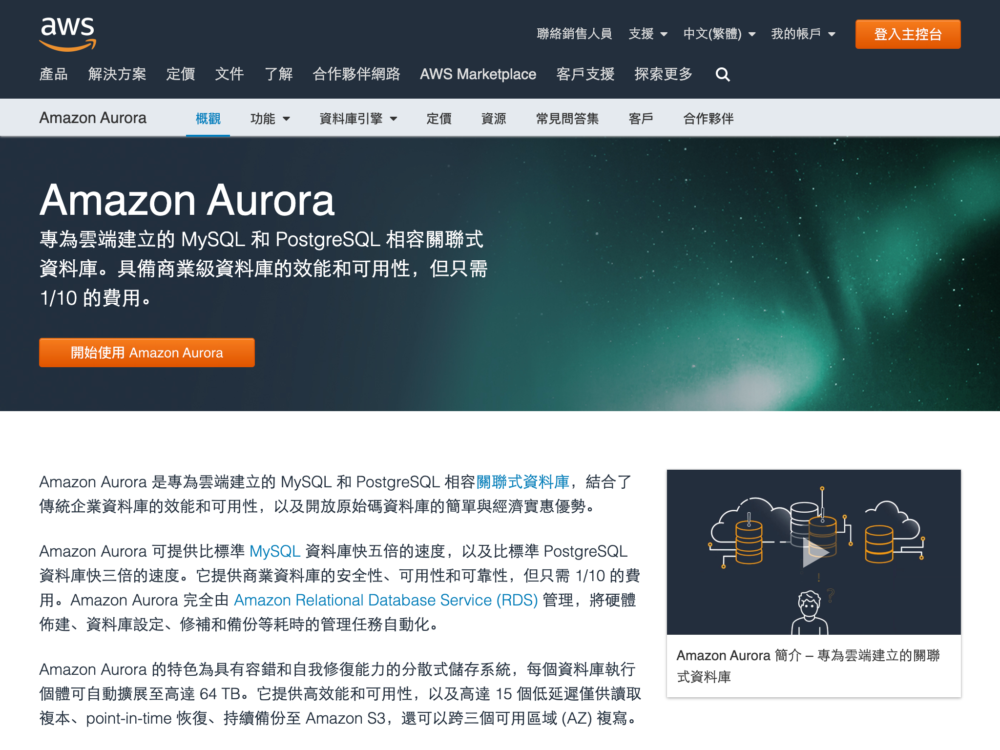 aws
聯絡銷售人員 支援 中文(繁體) 我的帳戶 登入主控台
產品 解決方案 定價 文件 了解 合作夥伴網路 AWS Marketplace 客戶支援 探索更多
Amazon Aurora 概觀 功能 資料庫引擎 定價 資源 常見問答集 客戶 合作夥伴
Amazon Aurora
專為雲端建立的 MySQL 和 PostgreSQL 相容關聯式
資料庫。具備商業級資料庫的效能和可用性，但只需
1/10 的費用。
開始使用 Amazon Aurora
Amazon Aurora 是專為雲端建立的 MySQL 和 PostgreSQL 相容關聯式資料庫，結合了
傳統企業資料庫的效能和可用性，以及開放原始碼資料庫的簡單與經濟實惠優勢。
Amazon Aurora 可提供比標準 MySQL 資料庫快五倍的速度，以及比標準 PostgreSQL
資料庫快三倍的速度。它提供商業資料庫的安全性、可用性和可靠性，但只需 1/10 的費
用。Amazon Aurora 完全由 Amazon Relational Database Service (RDS) 管理，將硬體
佈建、資料庫設定、修補和備份等耗時的管理任務自動化。
Amazon Aurora 的特色為具有容錯和自我修復能力的分散式儲存系統，每個資料庫執行
個體可自動擴展至高達 64 TB。它提供高效能和可用性，以及高達 15 個低延遲僅供讀取
複本、point-in-time 恢復、持續備份至 Amazon S3，還可以跨三個可用區域 (AZ) 複寫。
! !
!
?
Amazon Aurora 簡介 – 專為雲端建立的關聯
式資料庫